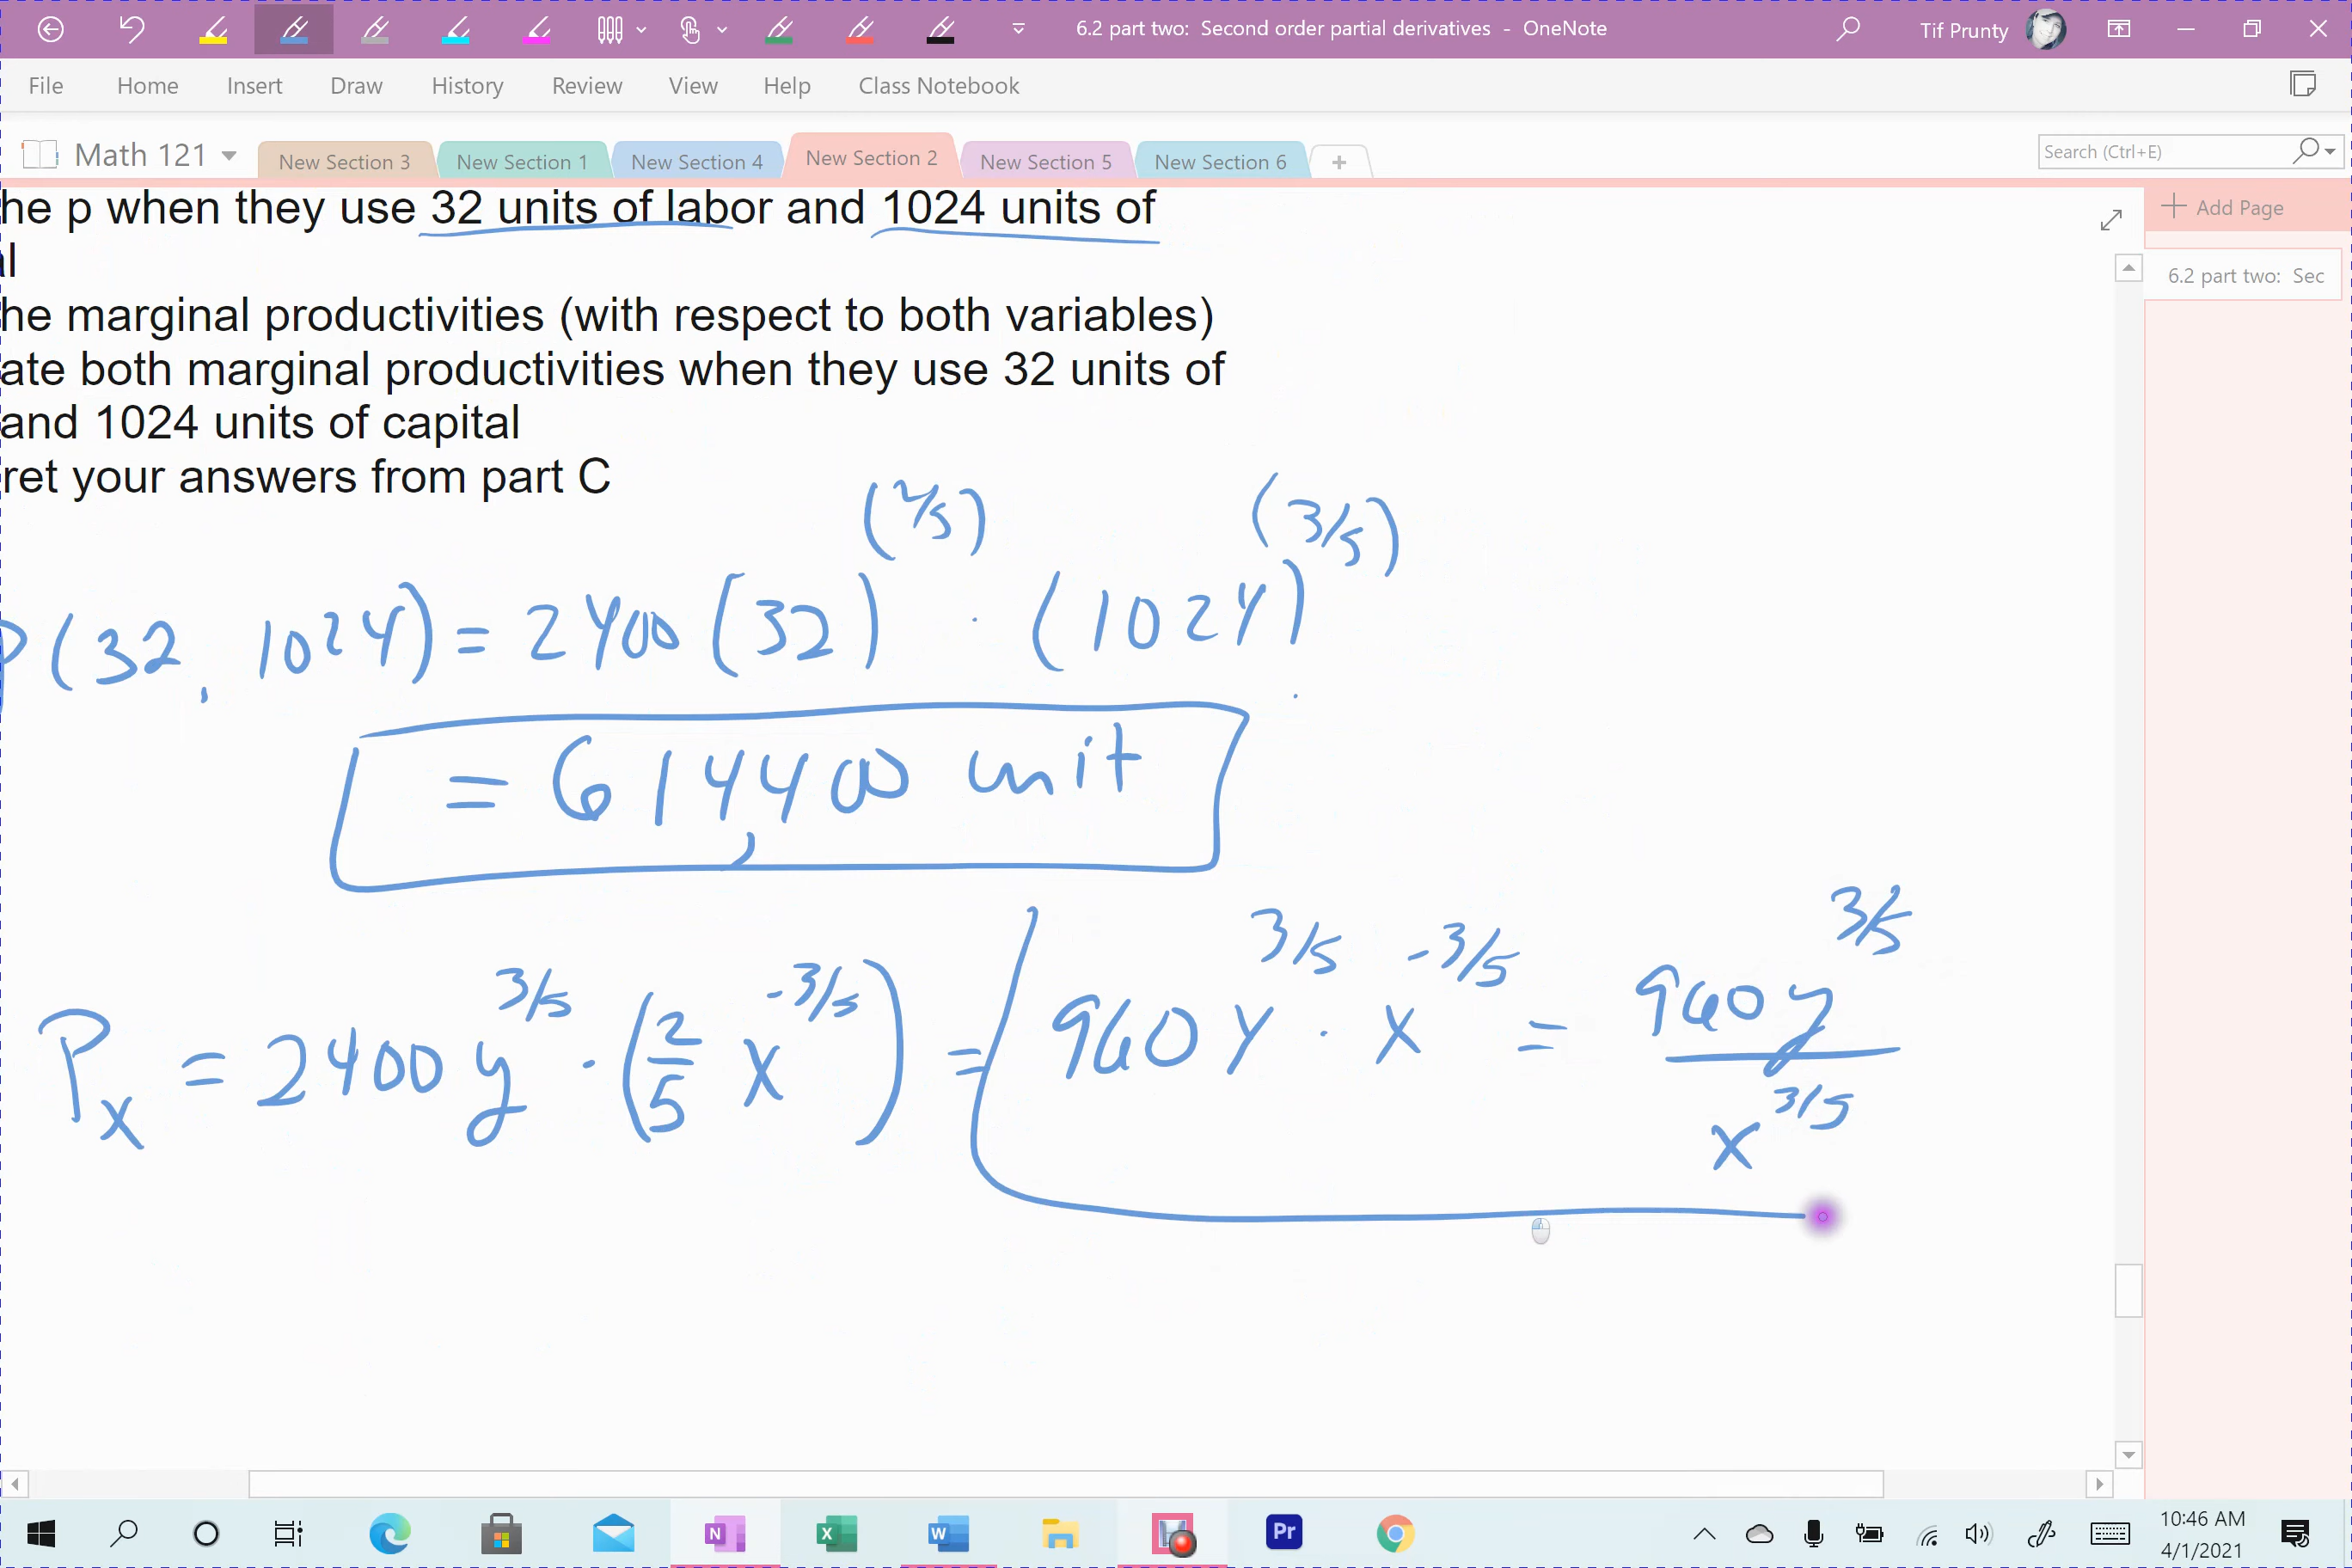 6.2 part two: Second order partial derivatives - OneNote
Tif Prunty
File Home Insert Draw History Review View Help Class Notebook
Math 121 New Section 3 New Section 1 New Section 4 New Section 2 New Section 5 New Section 6 +
Search (Ctrl+E)
Add Page
6.2 part two: Sec
he p when they use 32 units of labor and 1024 units of
al
he marginal productivities (with respect to both variables)
ate both marginal productivities when they use 32 units of
and 1024 units of capital
ret your answers from part C
P(32, 1024) = 2400(32)^(2/5) · (1024)^(3/5)
= 614,400 unit
P_x = 2400 y^3/5 · (2/5 x^-3/5) = 960 y^3/5 · x^-3/5 = 960 y^3/5 / x^3/5
N X W Pr
10:46 AM
4/1/2021